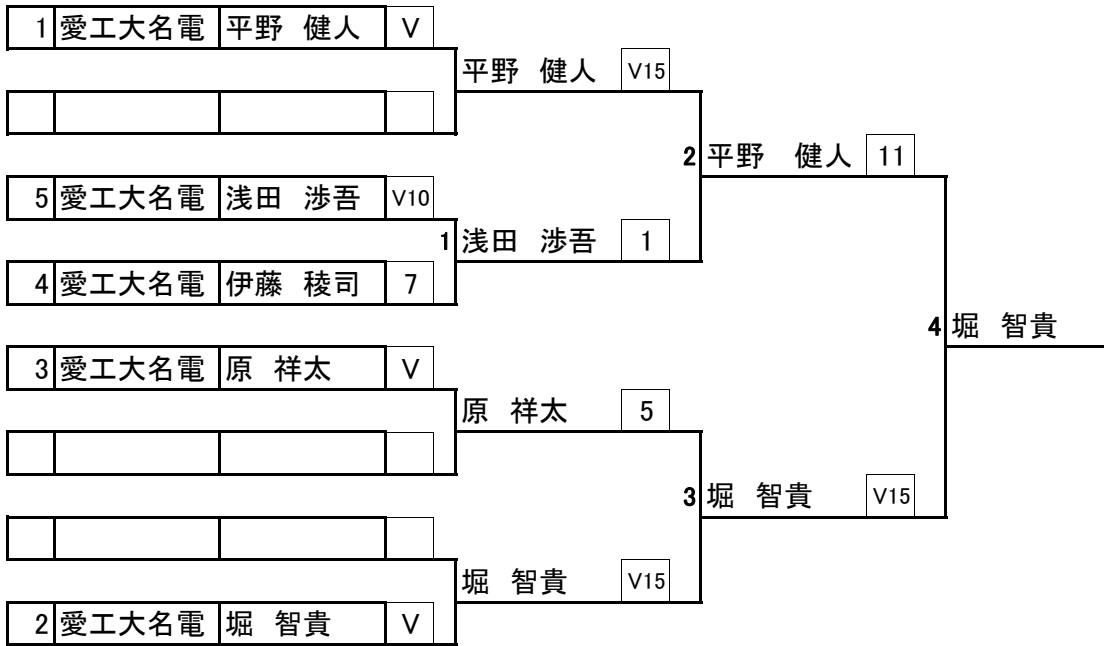 1 愛工大名電 平野 健人 V
平野 健人 V15
2 平野 健人 11
5 愛工大名電 浅田 渉吾 V10
1 浅田 渉吾 1
4 愛工大名電 伊藤 稜司 7
4 堀 智貴
3 愛工大名電 原 祥太 V
原 祥太 5
3 堀 智貴 V15
堀 智貴 V15
2 愛工大名電 堀 智貴 V